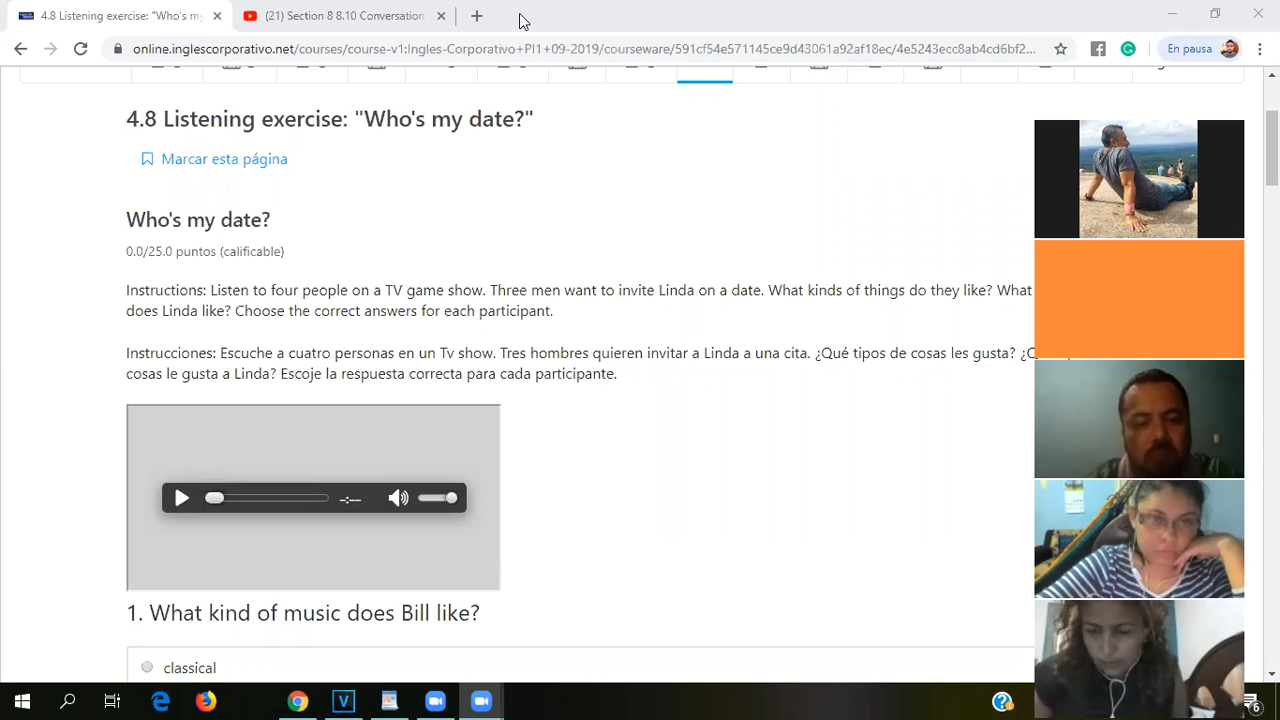 4.8 Listening exercise: "Who's my
(21) Section 8 8.10 Conversation
online.inglescorporativo.net/courses/course-v1:Ingles-Corporativo+PI1+09-2019/courseware/591cf54e571145ce9d43061a92af18ec/4e5243ecc8ab4cd6bf2...
En pausa
4.8 Listening exercise: "Who's my date?"
Marcar esta página
Who's my date?
0.0/25.0 puntos (calificable)
Instructions: Listen to four people on a TV game show. Three men want to invite Linda on a date. What kinds of things do they like? What
does Linda like? Choose the correct answers for each participant.
Instrucciones: Escuche a cuatro personas en un Tv show. Tres hombres quieren invitar a Linda a una cita. ¿Qué tipos de cosas les gusta?
cosas le gusta a Linda? Escoje la respuesta correcta para cada participante.
-:--
1. What kind of music does Bill like?
classical
6